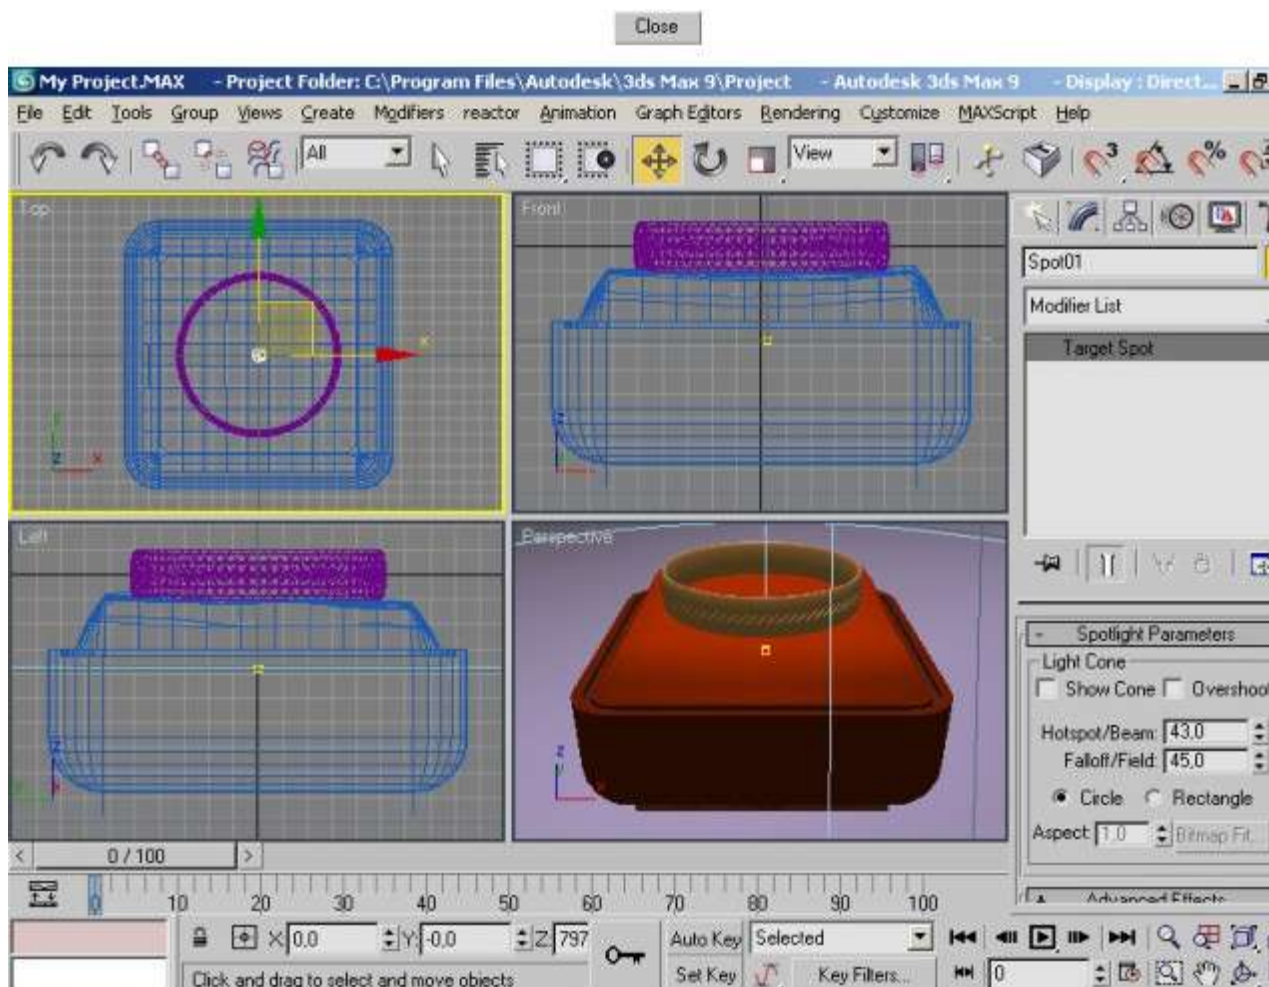 Close
My Project.MAX - Project Folder: C:\Program Files\Autodesk\3ds Max 9\Project - Autodesk 3ds Max 9 - Display : Direct...
File Edit Tools Group Views Create Modifiers reactor Animation Graph Editors Rendering Customize MAXScript Help
All View 3 %
Top Front
Spot01
Modifier List
Target Spot
Left Perspective
Spotlight Parameters
Light Cone
Show Cone Overshoot
Hotspot/Beam: 43,0
Falloff/Field: 45,0
Circle Rectangle
Aspect: 1,0 Bitmap Fit...
0 / 100
Advanced Effects
0 10 20 30 40 50 60 70 80 90 100
X: 0,0 Y: -0,0 Z: 797 Auto Key Selected
Click and drag to select and move objects Set Key Key Filters... 0